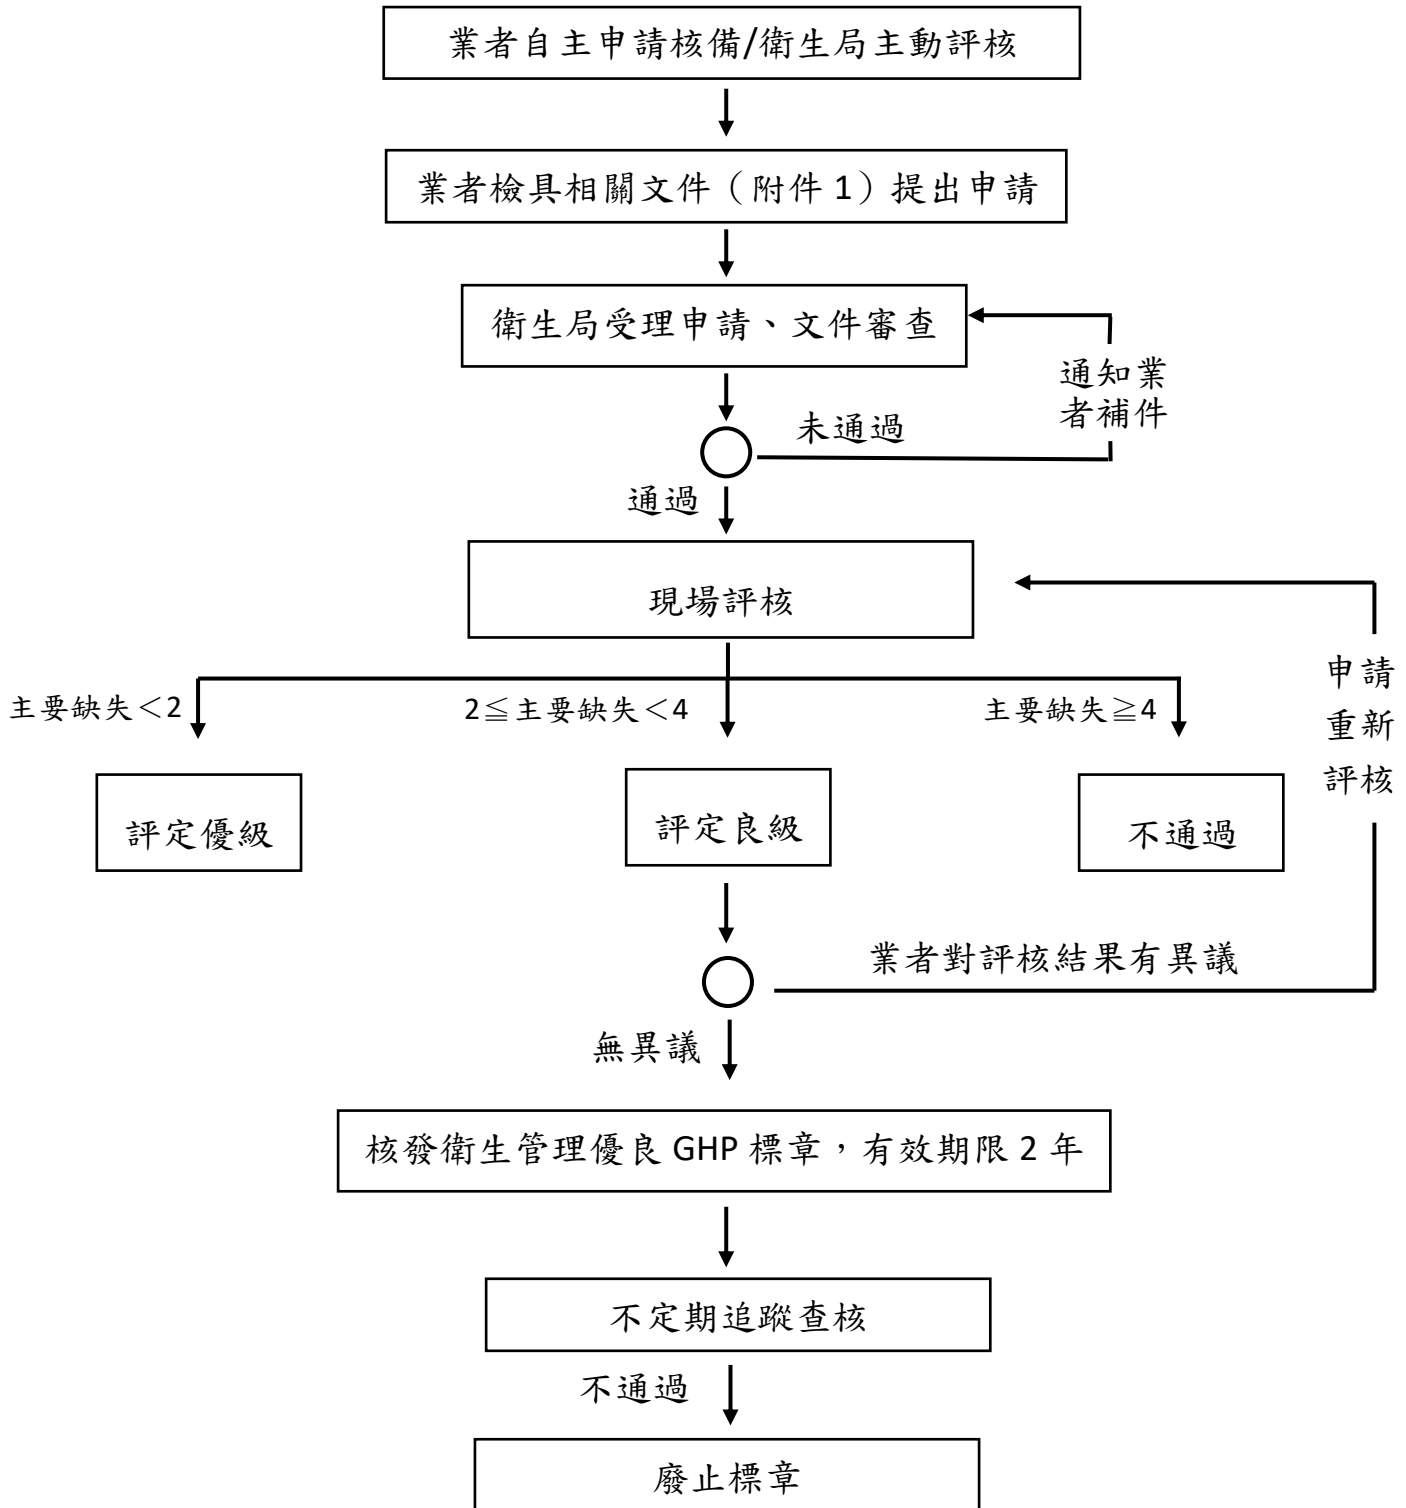 業者自主申請核備/衛生局主動評核
業者檢具相關文件（附件 1）提出申請
衛生局受理申請、文件審查
通知業
者補件
未通過
通過
現場評核
申請
重新
評核
主要缺失＜2
2≦主要缺失＜4
主要缺失≧4
評定優級
評定良級
不通過
業者對評核結果有異議
無異議
核發衛生管理優良 GHP 標章，有效期限 2 年
不定期追蹤查核
不通過
廢止標章